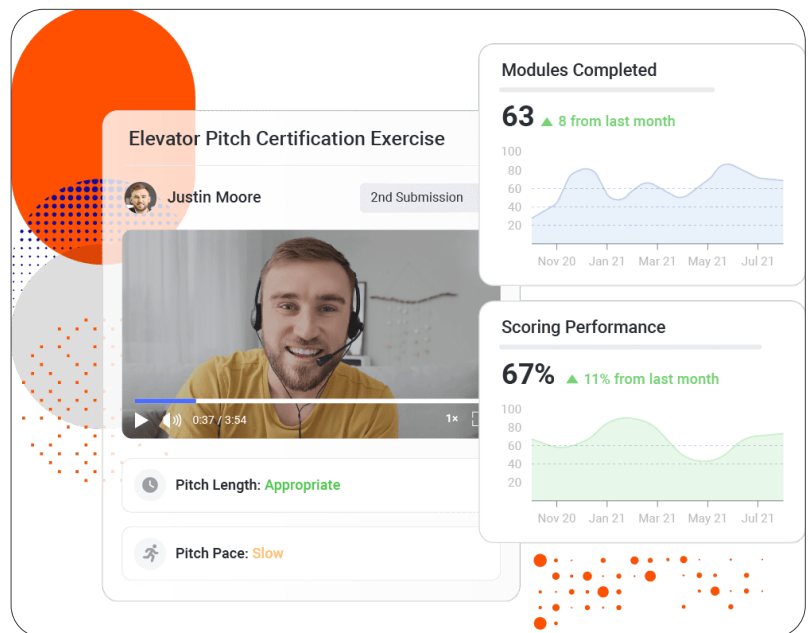 Elevator Pitch Certification Exercise
Justin Moore
2nd Submission
0:37 / 3:54
1×
Pitch Length: Appropriate
Pitch Pace: Slow
Modules Completed
63 ▲ 8 from last month
100
80
60
40
20
Nov 20 Jan 21 Mar 21 May 21 Jul 21
Scoring Performance
67% ▲ 11% from last month
100
80
60
40
20
Nov 20 Jan 21 Mar 21 May 21 Jul 21